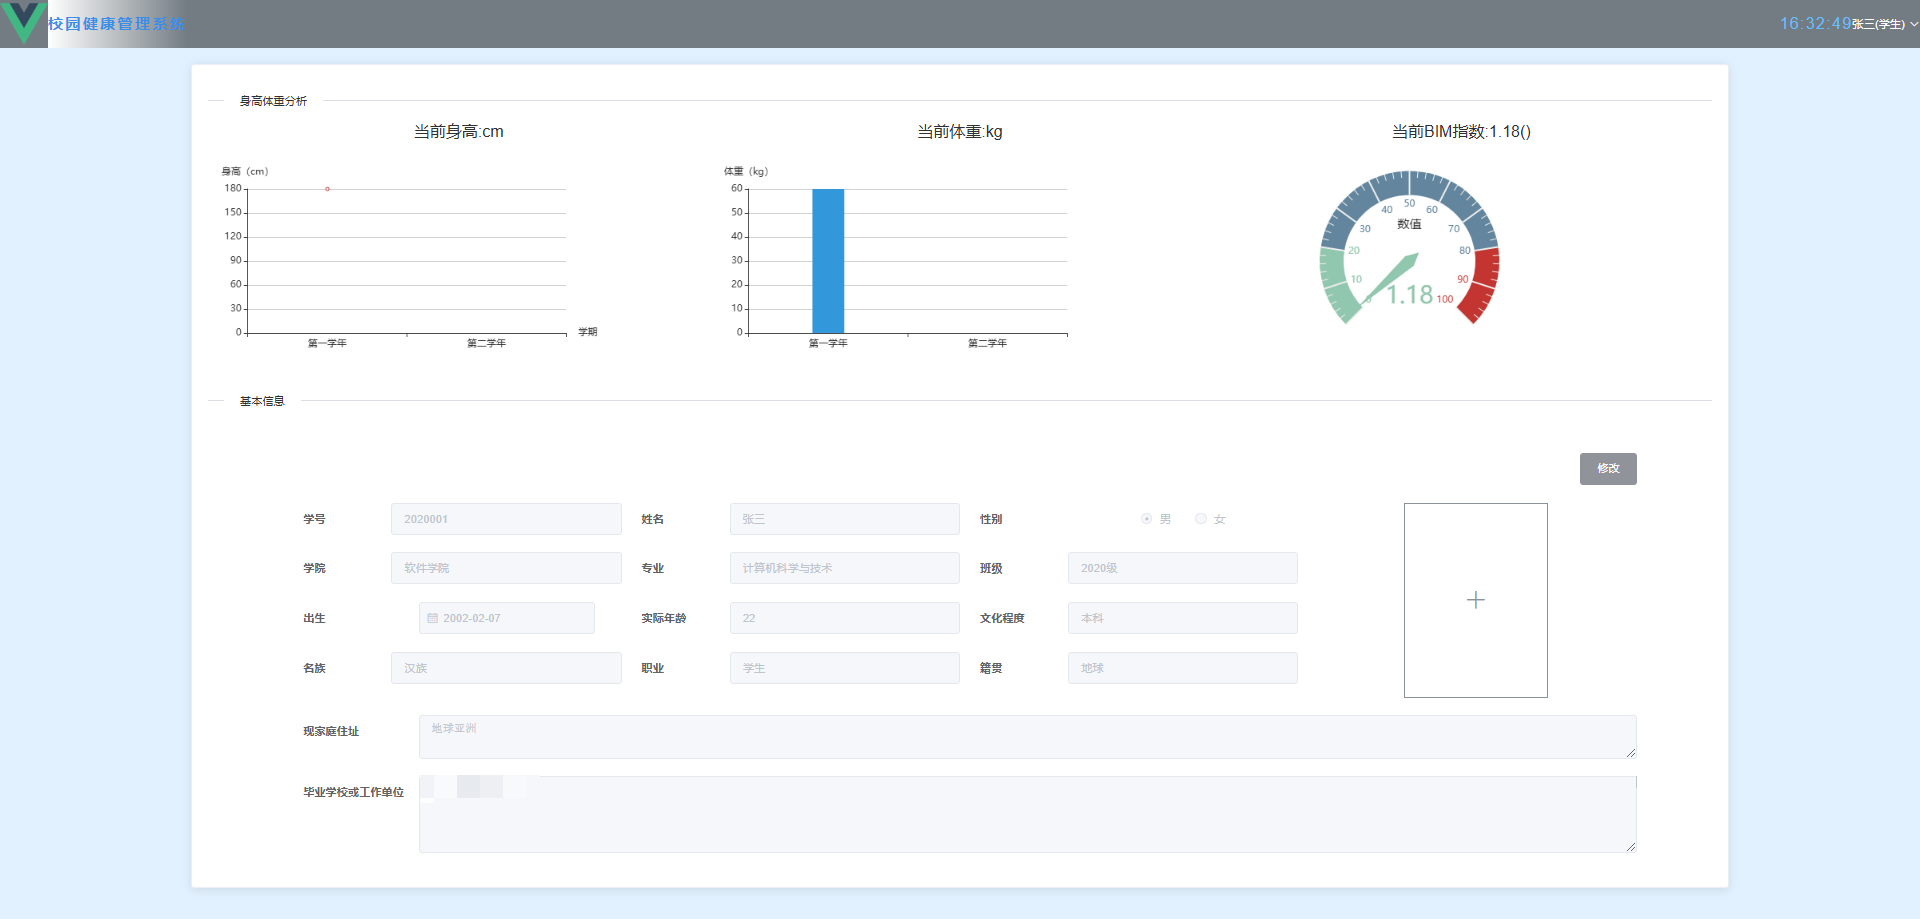 校园健康管理系统
16:32:49 张三(学生)
身高体重分析
当前身高:cm
当前体重:kg
当前BIM指数:1.18()
身高（cm）
180
150
120
90
60
30
0
第一学年
第二学年
学期
体重（kg）
60
50
40
30
20
10
0
第一学年
第二学年
0
10
20
30
40
50
60
70
80
90
100
数值
1.18
基本信息
修改
学号 2020001 姓名 张三 性别 男 女
学院 软件学院 专业 计算机科学与技术 班级 2020级
出生 2002-02-07 实际年龄 22 文化程度 本科
名族 汉族 职业 学生 籍贯 地球
现家庭住址 地球亚洲
毕业学校或工作单位